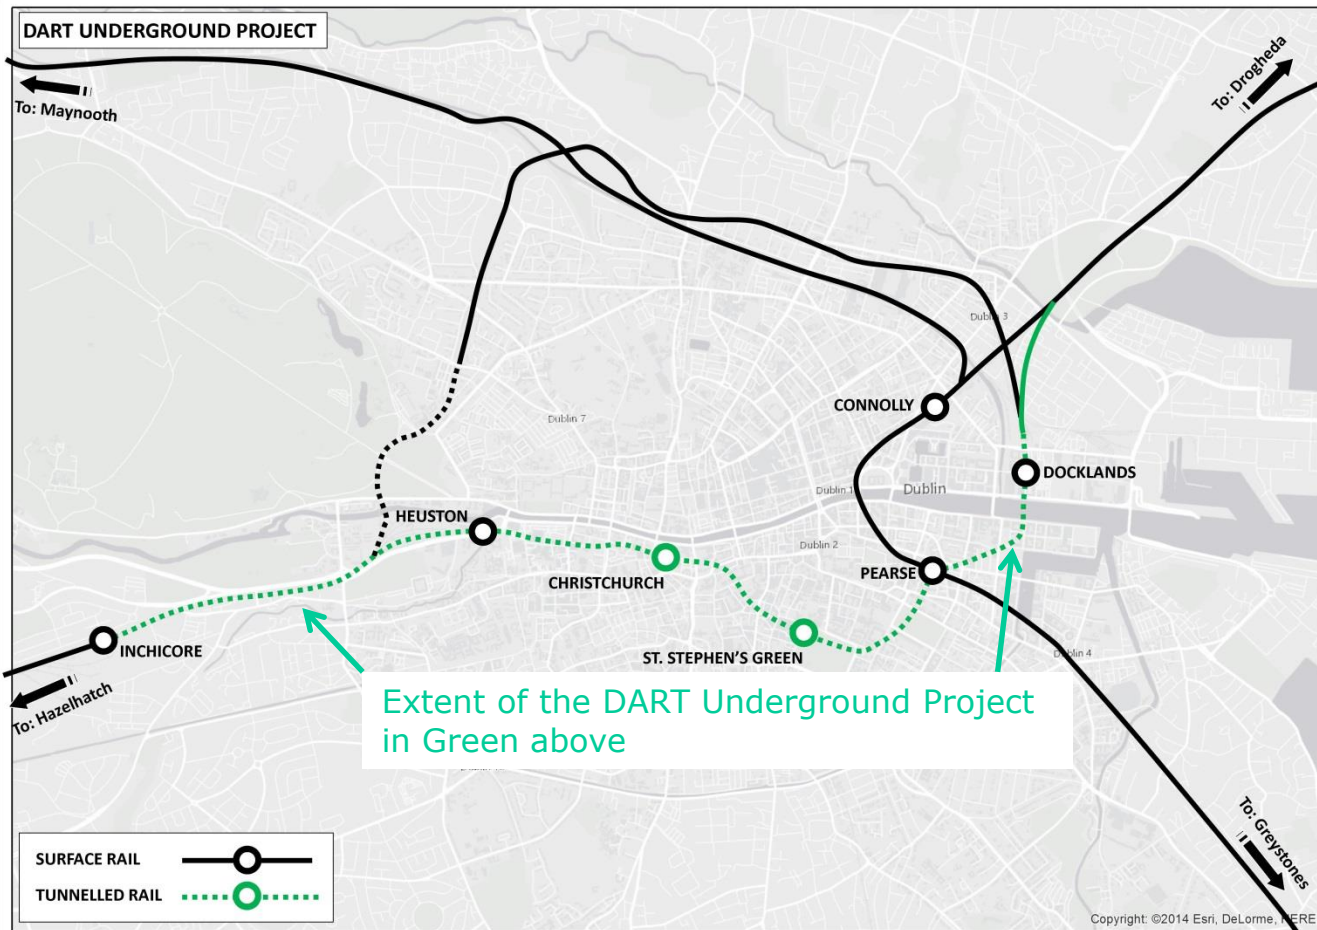 DART UNDERGROUND PROJECT
To: Maynooth
To: Drogheda
Dublin 3
CONNOLLY
Dublin 7
DOCKLANDS
Dublin 1
Dublin
HEUSTON
Dublin 2
CHRISTCHURCH
PEARSE
INCHICORE
ST. STEPHEN'S GREEN
Dublin 4
To: Hazelhatch
Extent of the DART Underground Project
in Green above
To: Greystones
SURFACE RAIL
TUNNELLED RAIL
Copyright: ©2014 Esri, DeLorme, HERE